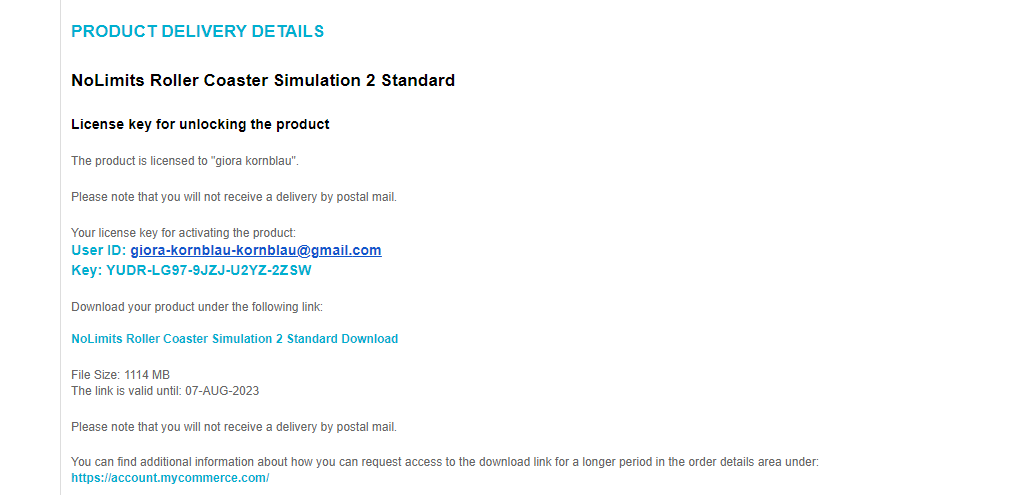 PRODUCT DELIVERY DETAILS
NoLimits Roller Coaster Simulation 2 Standard
License key for unlocking the product
The product is licensed to "giora kornblau".
Please note that you will not receive a delivery by postal mail.
Your license key for activating the product:
User ID: giora-kornblau-kornblau@gmail.com
Key: YUDR-LG97-9JZJ-U2YZ-2ZSW
Download your product under the following link:
NoLimits Roller Coaster Simulation 2 Standard Download
File Size: 1114 MB
The link is valid until: 07-AUG-2023
Please note that you will not receive a delivery by postal mail.
You can find additional information about how you can request access to the download link for a longer period in the order details area under:
https://account.mycommerce.com/